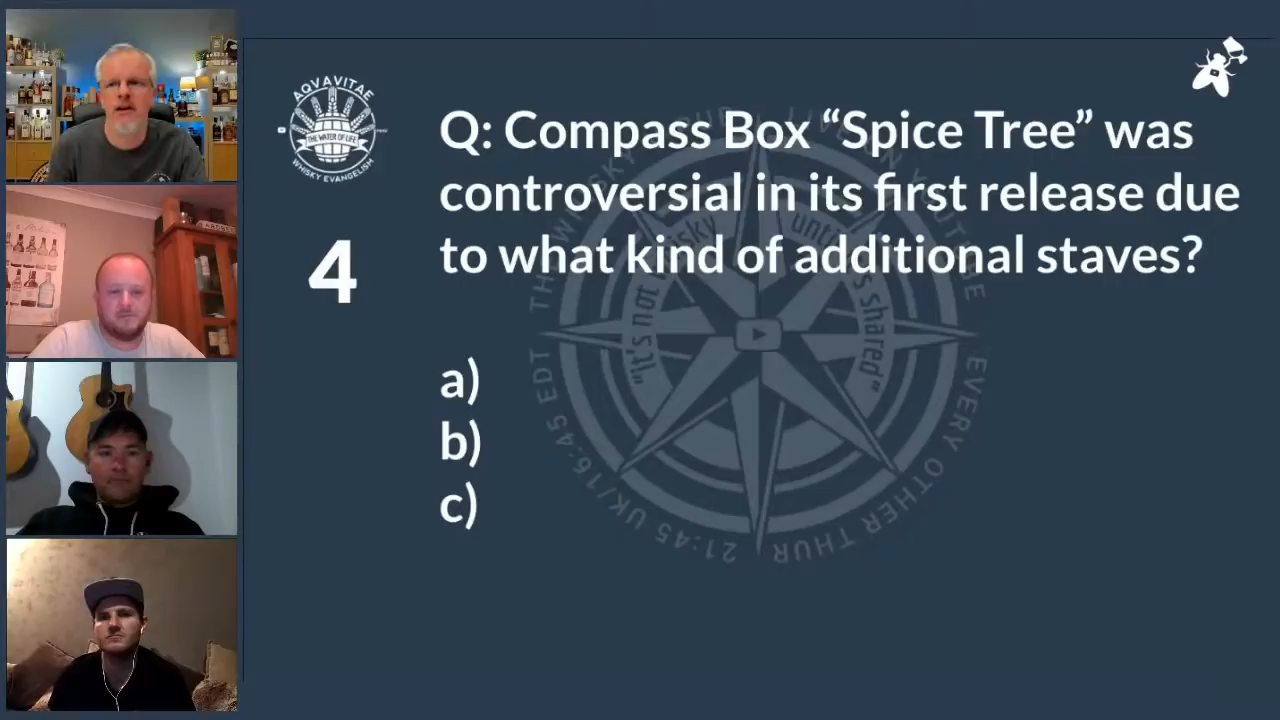 AQVAVITAE
THE WATER OF LIFE
WHISKY EVANGELISM
4
Q: Compass Box “Spice Tree” was
controversial in its first release due
to what kind of additional staves?
a)
b)
c)
"it's not
until
s shared"
EVERY OTHER THUR
21:45 UK/16:45 EDT